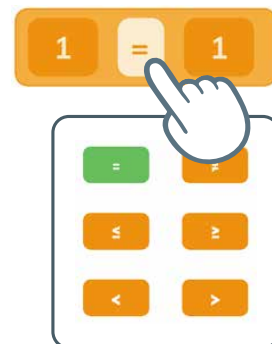 1 = 1
= ≠
≤ ≥
< >